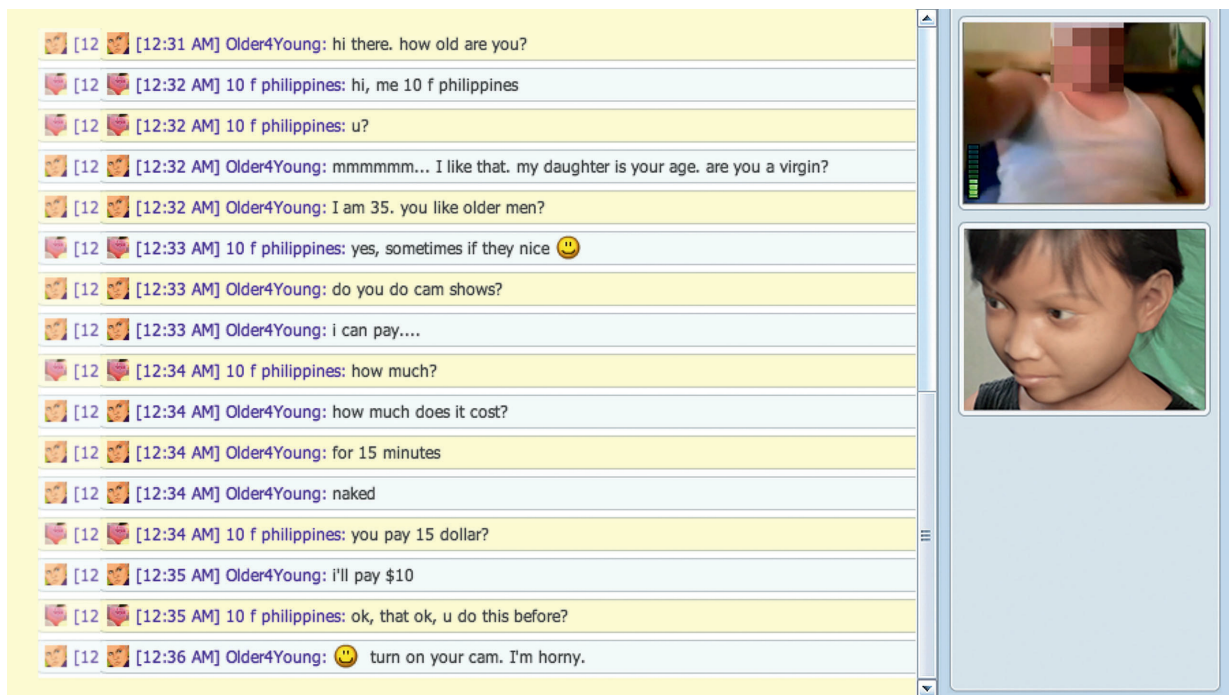 [12 [12:31 AM] Older4Young: hi there. how old are you?
[12 [12:32 AM] 10 f philippines: hi, me 10 f philippines
[12 [12:32 AM] 10 f philippines: u?
[12 [12:32 AM] Older4Young: mmmmmm... I like that. my daughter is your age. are you a virgin?
[12 [12:32 AM] Older4Young: I am 35. you like older men?
[12 [12:33 AM] 10 f philippines: yes, sometimes if they nice
[12 [12:33 AM] Older4Young: do you do cam shows?
[12 [12:33 AM] Older4Young: i can pay....
[12 [12:34 AM] 10 f philippines: how much?
[12 [12:34 AM] Older4Young: how much does it cost?
[12 [12:34 AM] Older4Young: for 15 minutes
[12 [12:34 AM] Older4Young: naked
[12 [12:34 AM] 10 f philippines: you pay 15 dollar?
[12 [12:35 AM] Older4Young: i'll pay $10
[12 [12:35 AM] 10 f philippines: ok, that ok, u do this before?
[12 [12:36 AM] Older4Young: turn on your cam. I'm horny.